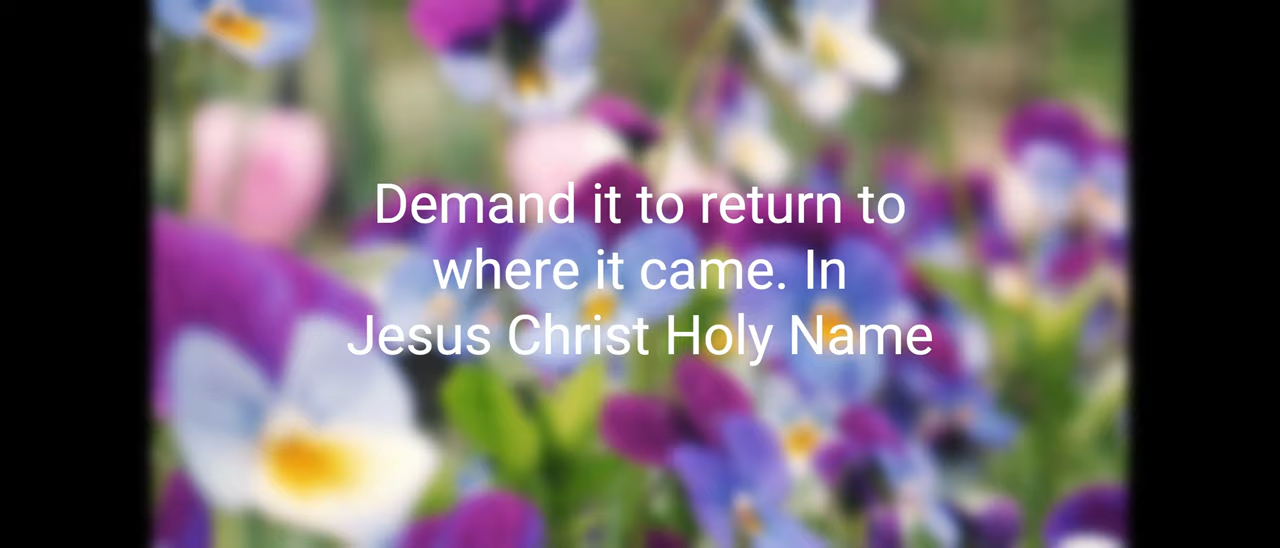 Demand it to return to
where it came. In
Jesus Christ Holy Name